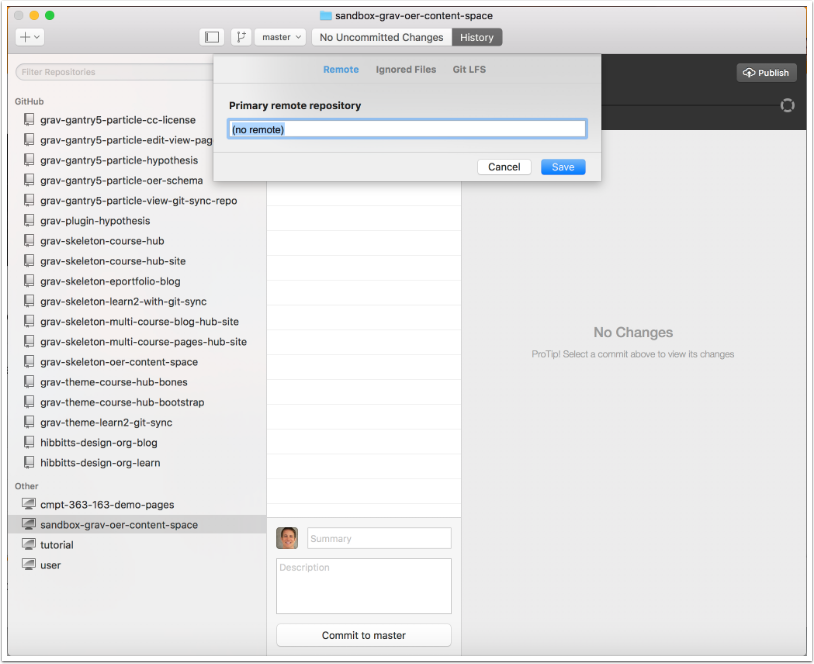 sandbox-grav-oer-content-space
master
No Uncommitted Changes
History
Filter Repositories
Remote
Ignored Files
Git LFS
Publish
Primary remote repository
(no remote)
Cancel
Save
GitHub
grav-gantry5-particle-cc-license
grav-gantry5-particle-edit-view-pag
grav-gantry5-particle-hypothesis
grav-gantry5-particle-oer-schema
grav-gantry5-particle-view-git-sync-repo
grav-plugin-hypothesis
grav-skeleton-course-hub
grav-skeleton-course-hub-site
grav-skeleton-eportfolio-blog
grav-skeleton-learn2-with-git-sync
grav-skeleton-multi-course-blog-hub-site
grav-skeleton-multi-course-pages-hub-site
grav-skeleton-oer-content-space
grav-theme-course-hub-bones
grav-theme-course-hub-bootstrap
grav-theme-learn2-git-sync
hibbitts-design-org-blog
hibbitts-design-org-learn
Other
cmpt-363-163-demo-pages
sandbox-grav-oer-content-space
tutorial
user
Summary
Description
Commit to master
No Changes
ProTip! Select a commit above to view its changes